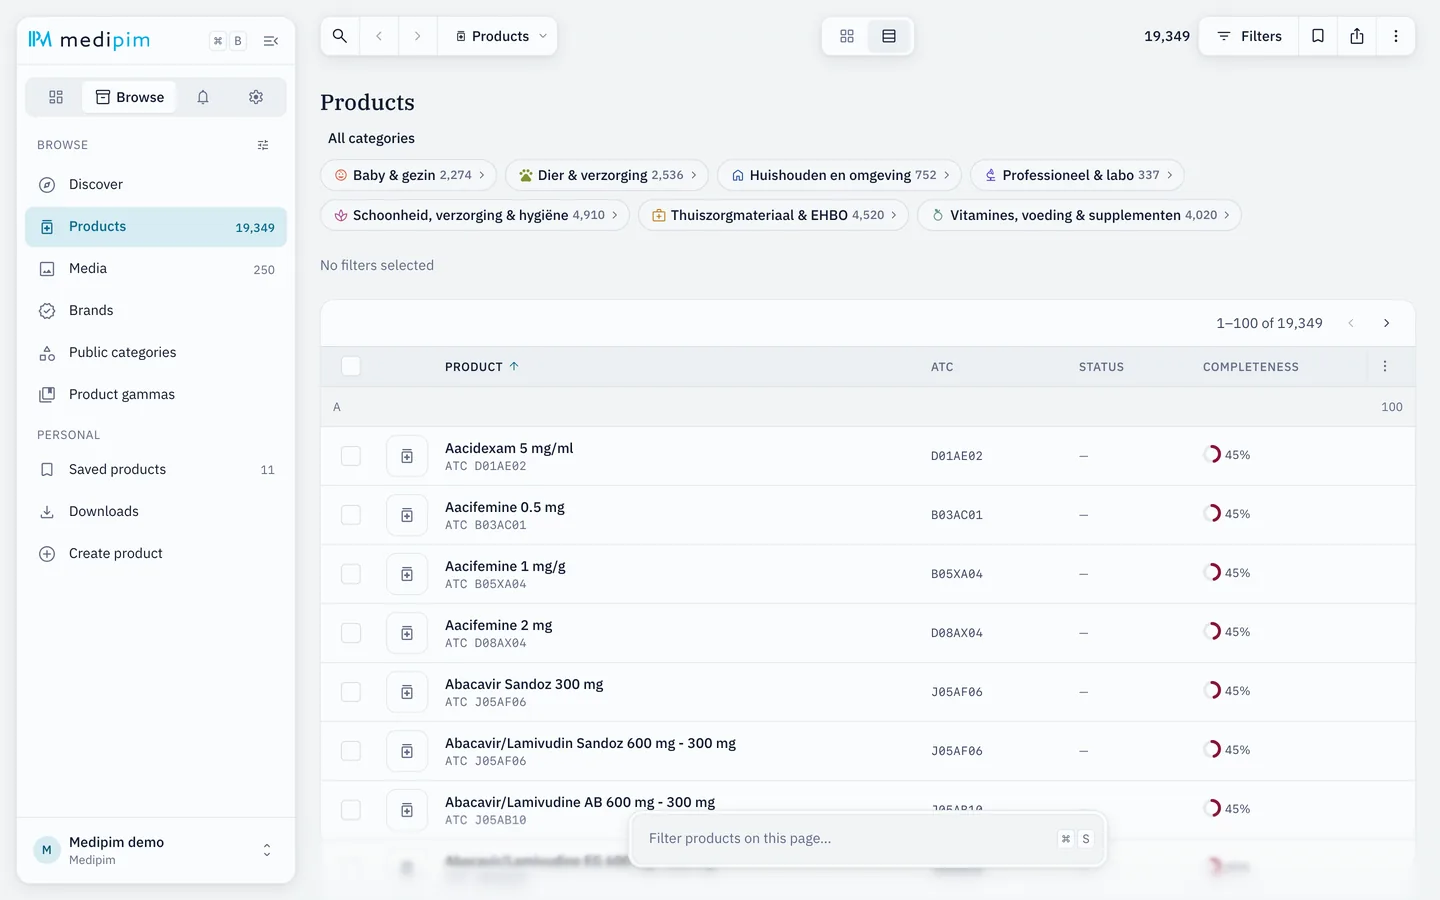 medipim
⌘ B
Browse
BROWSE
Discover
Products 19,349
Media 250
Brands
Public categories
Product gammas
PERSONAL
Saved products 11
Downloads
Create product
M
Medipim demo
Medipim
Products
19,349
Filters
Products
All categories
Baby & gezin 2,274
Dier & verzorging 2,536
Huishouden en omgeving 752
Professioneel & labo 337
Schoonheid, verzorging & hygiëne 4,910
Thuiszorgmateriaal & EHBO 4,520
Vitamines, voeding & supplementen 4,020
No filters selected
1–100 of 19,349
PRODUCT ATC STATUS COMPLETENESS
A 100
Aacidexam 5 mg/ml
ATC D01AE02
D01AE02 — 45%
Aacifemine 0.5 mg
ATC B03AC01
B03AC01 — 45%
Aacifemine 1 mg/g
ATC B05XA04
B05XA04 — 45%
Aacifemine 2 mg
ATC D08AX04
D08AX04 — 45%
Abacavir Sandoz 300 mg
ATC J05AF06
J05AF06 — 45%
Abacavir/Lamivudin Sandoz 600 mg - 300 mg
ATC J05AF06
J05AF06 — 45%
Abacavir/Lamivudine AB 600 mg - 300 mg
ATC J05AB10
J05AB10 45%
Filter products on this page...
⌘ S